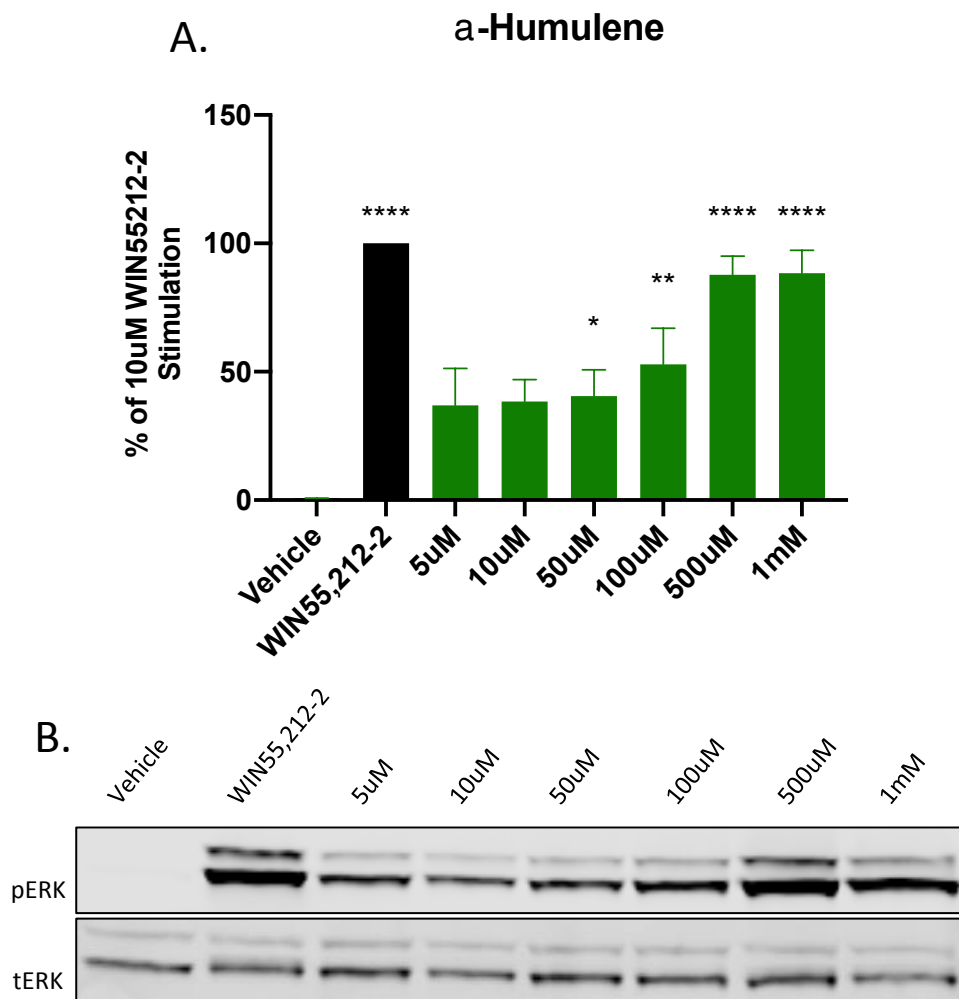 A.
a-Humulene
% of 10uM WIN55212-2
Stimulation
150
100
50
0
****
*
**
****
****
Vehicle
WIN55,212-2
5uM
10uM
50uM
100uM
500uM
1mM
B.
Vehicle
WIN55,212-2
5uM
10uM
50uM
100uM
500uM
1mM
pERK
tERK